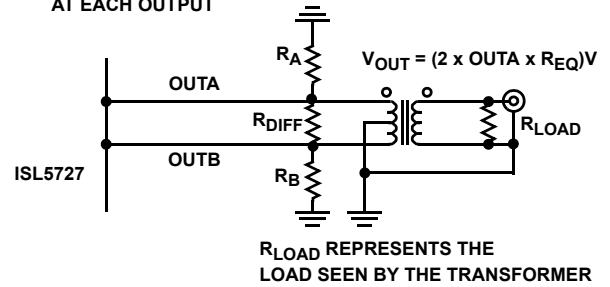 AT EACH OUTPUT
RA
VOUT = (2 x OUTA x REQ)V
OUTA
RDIFF
RLOAD
OUTB
ISL5727
RB
RLOAD REPRESENTS THE
LOAD SEEN BY THE TRANSFORMER